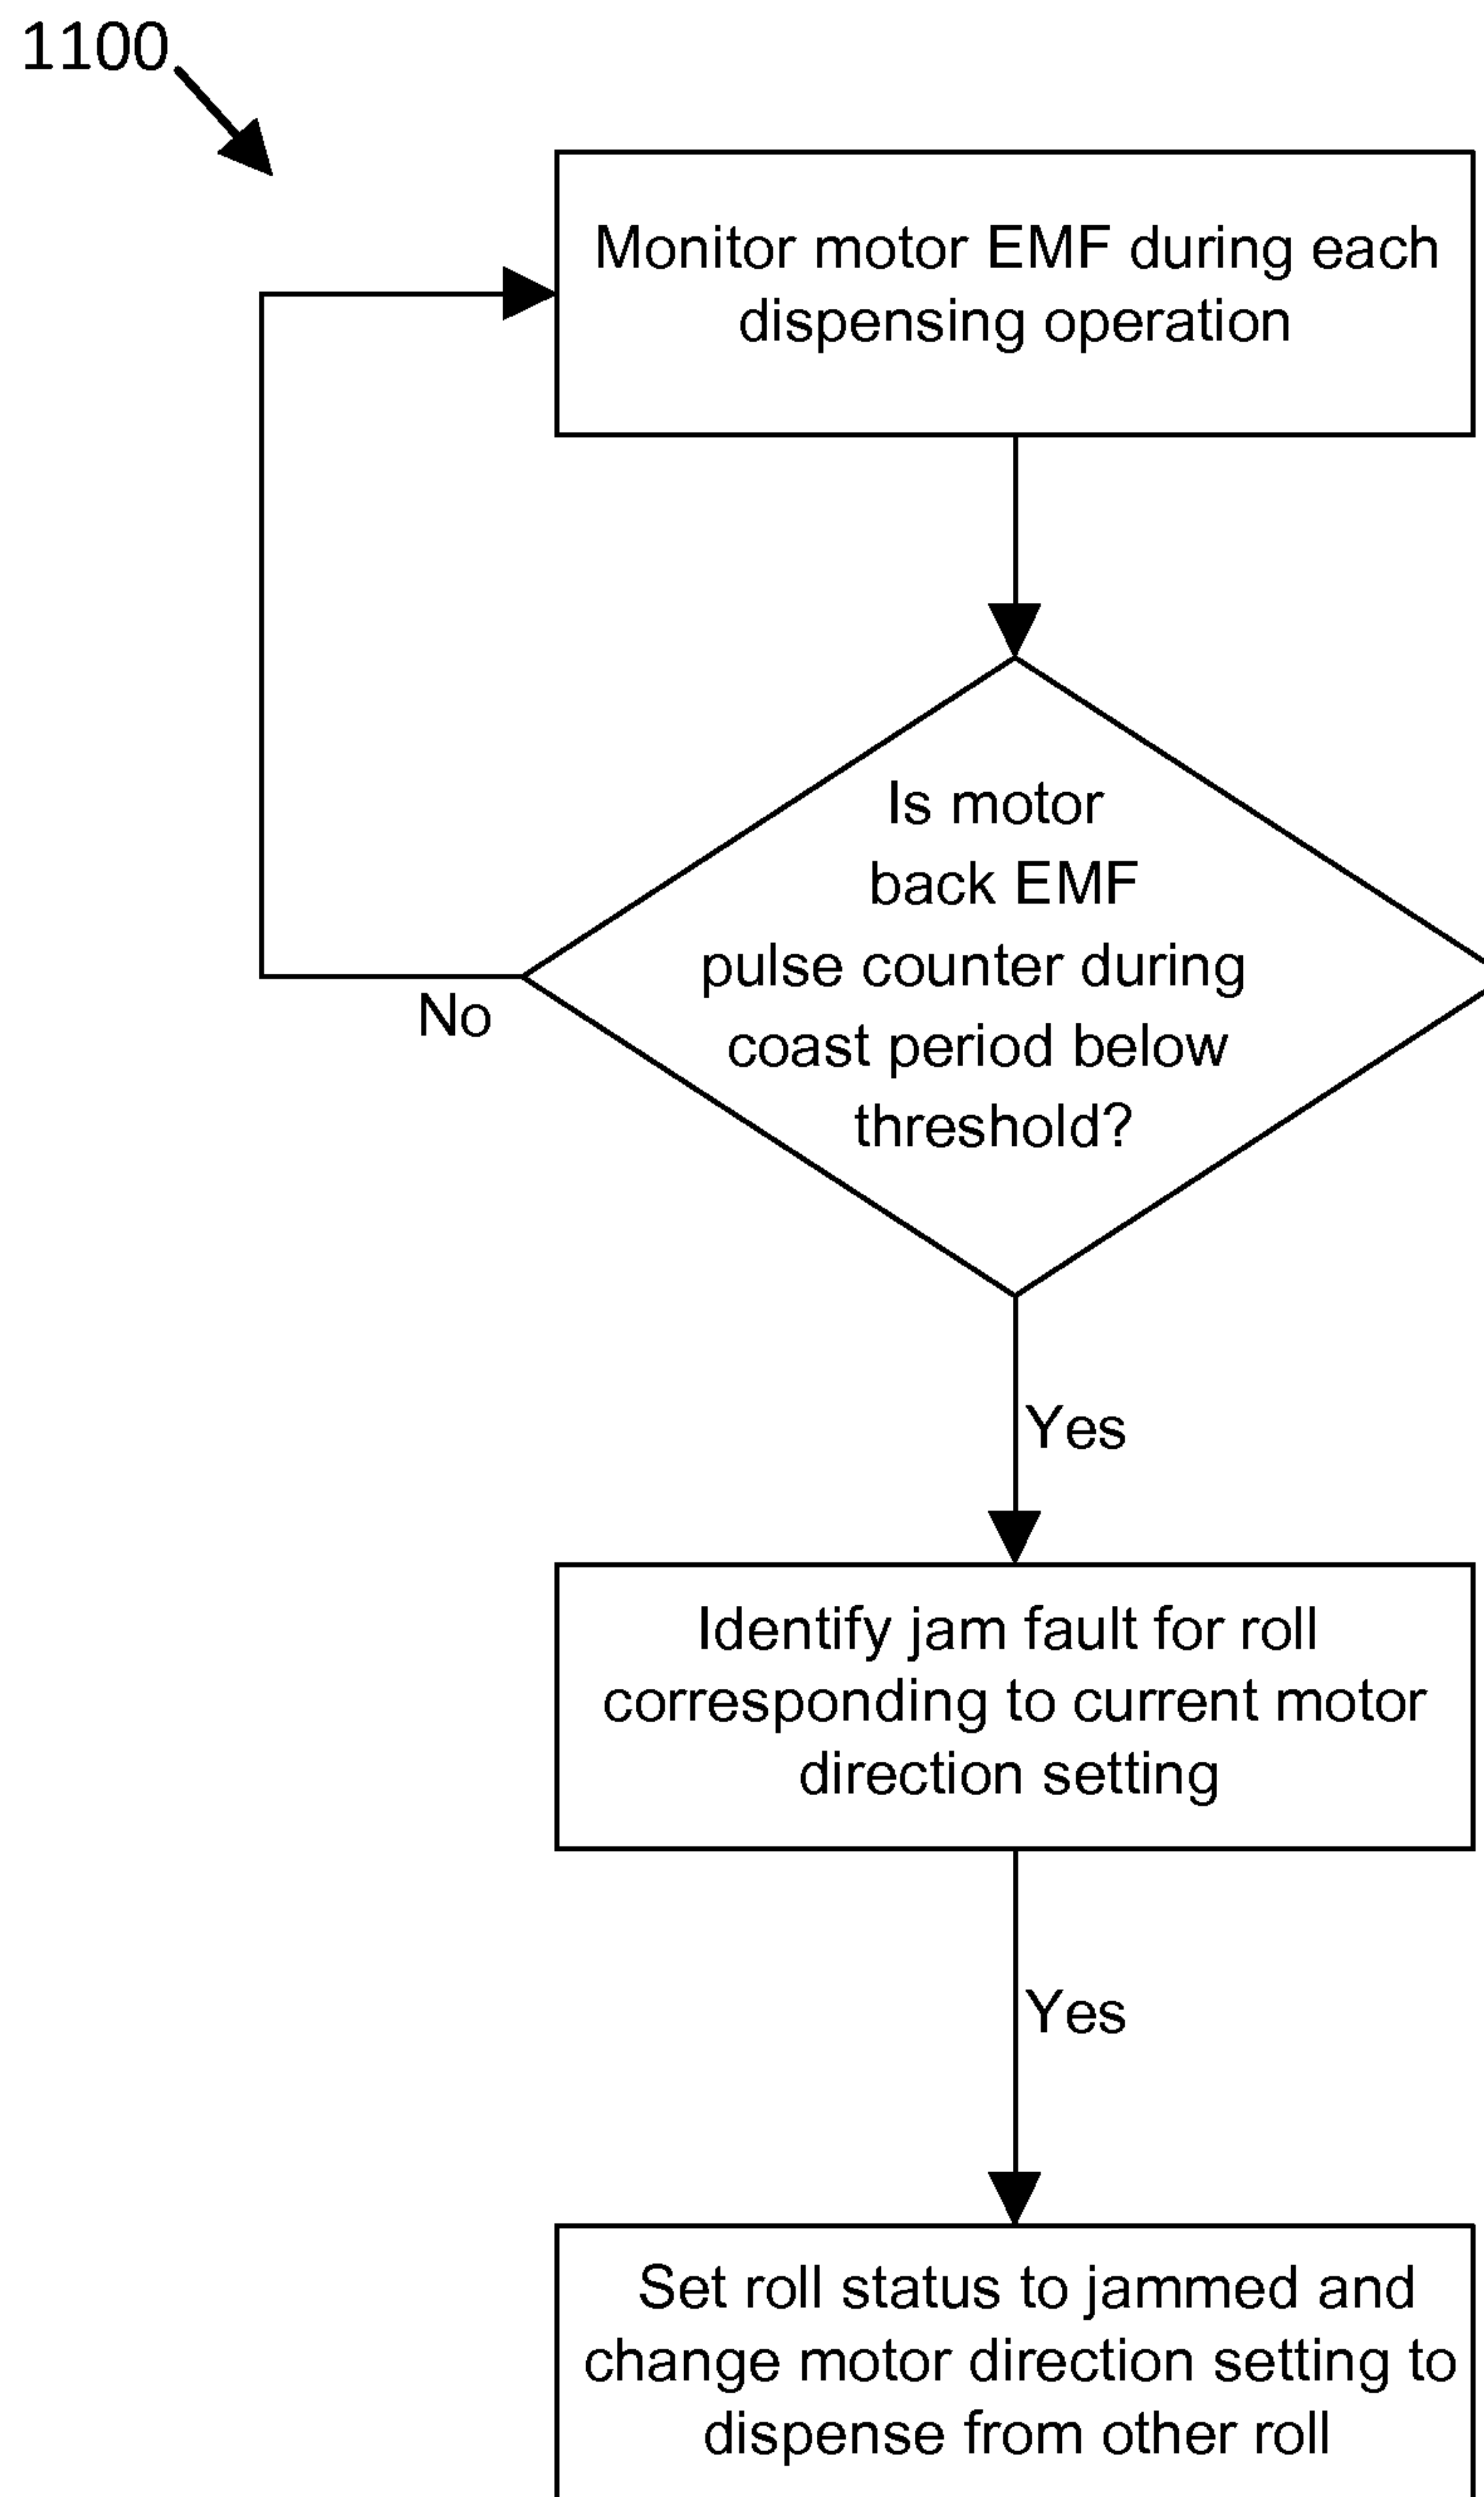 1100
Monitor motor EMF during each
dispensing operation
Is motor
back EMF
pulse counter during
coast period below
threshold?
No
Yes
Identify jam fault for roll
corresponding to current motor
direction setting
Yes
Set roll status to jammed and
change motor direction setting to
dispense from other roll